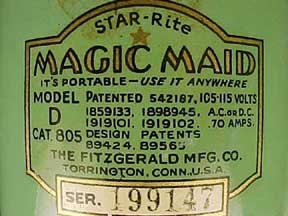 STAR-Rite
MAGIC MAID
IT'S PORTABLE-USE IT ANYWHERE
MODEL PATENTED 542187, 105-115 VOLTS
D 1859133, 1898945. A.C. OR D.C.
1919101. 1919102. .70 AMPS.
CAT. 805 DESIGN PATENTS
89424. 89565
THE FITZGERALD MFG. CO.
TORRINGTON, CONN. U.S.A.
SER. 199147